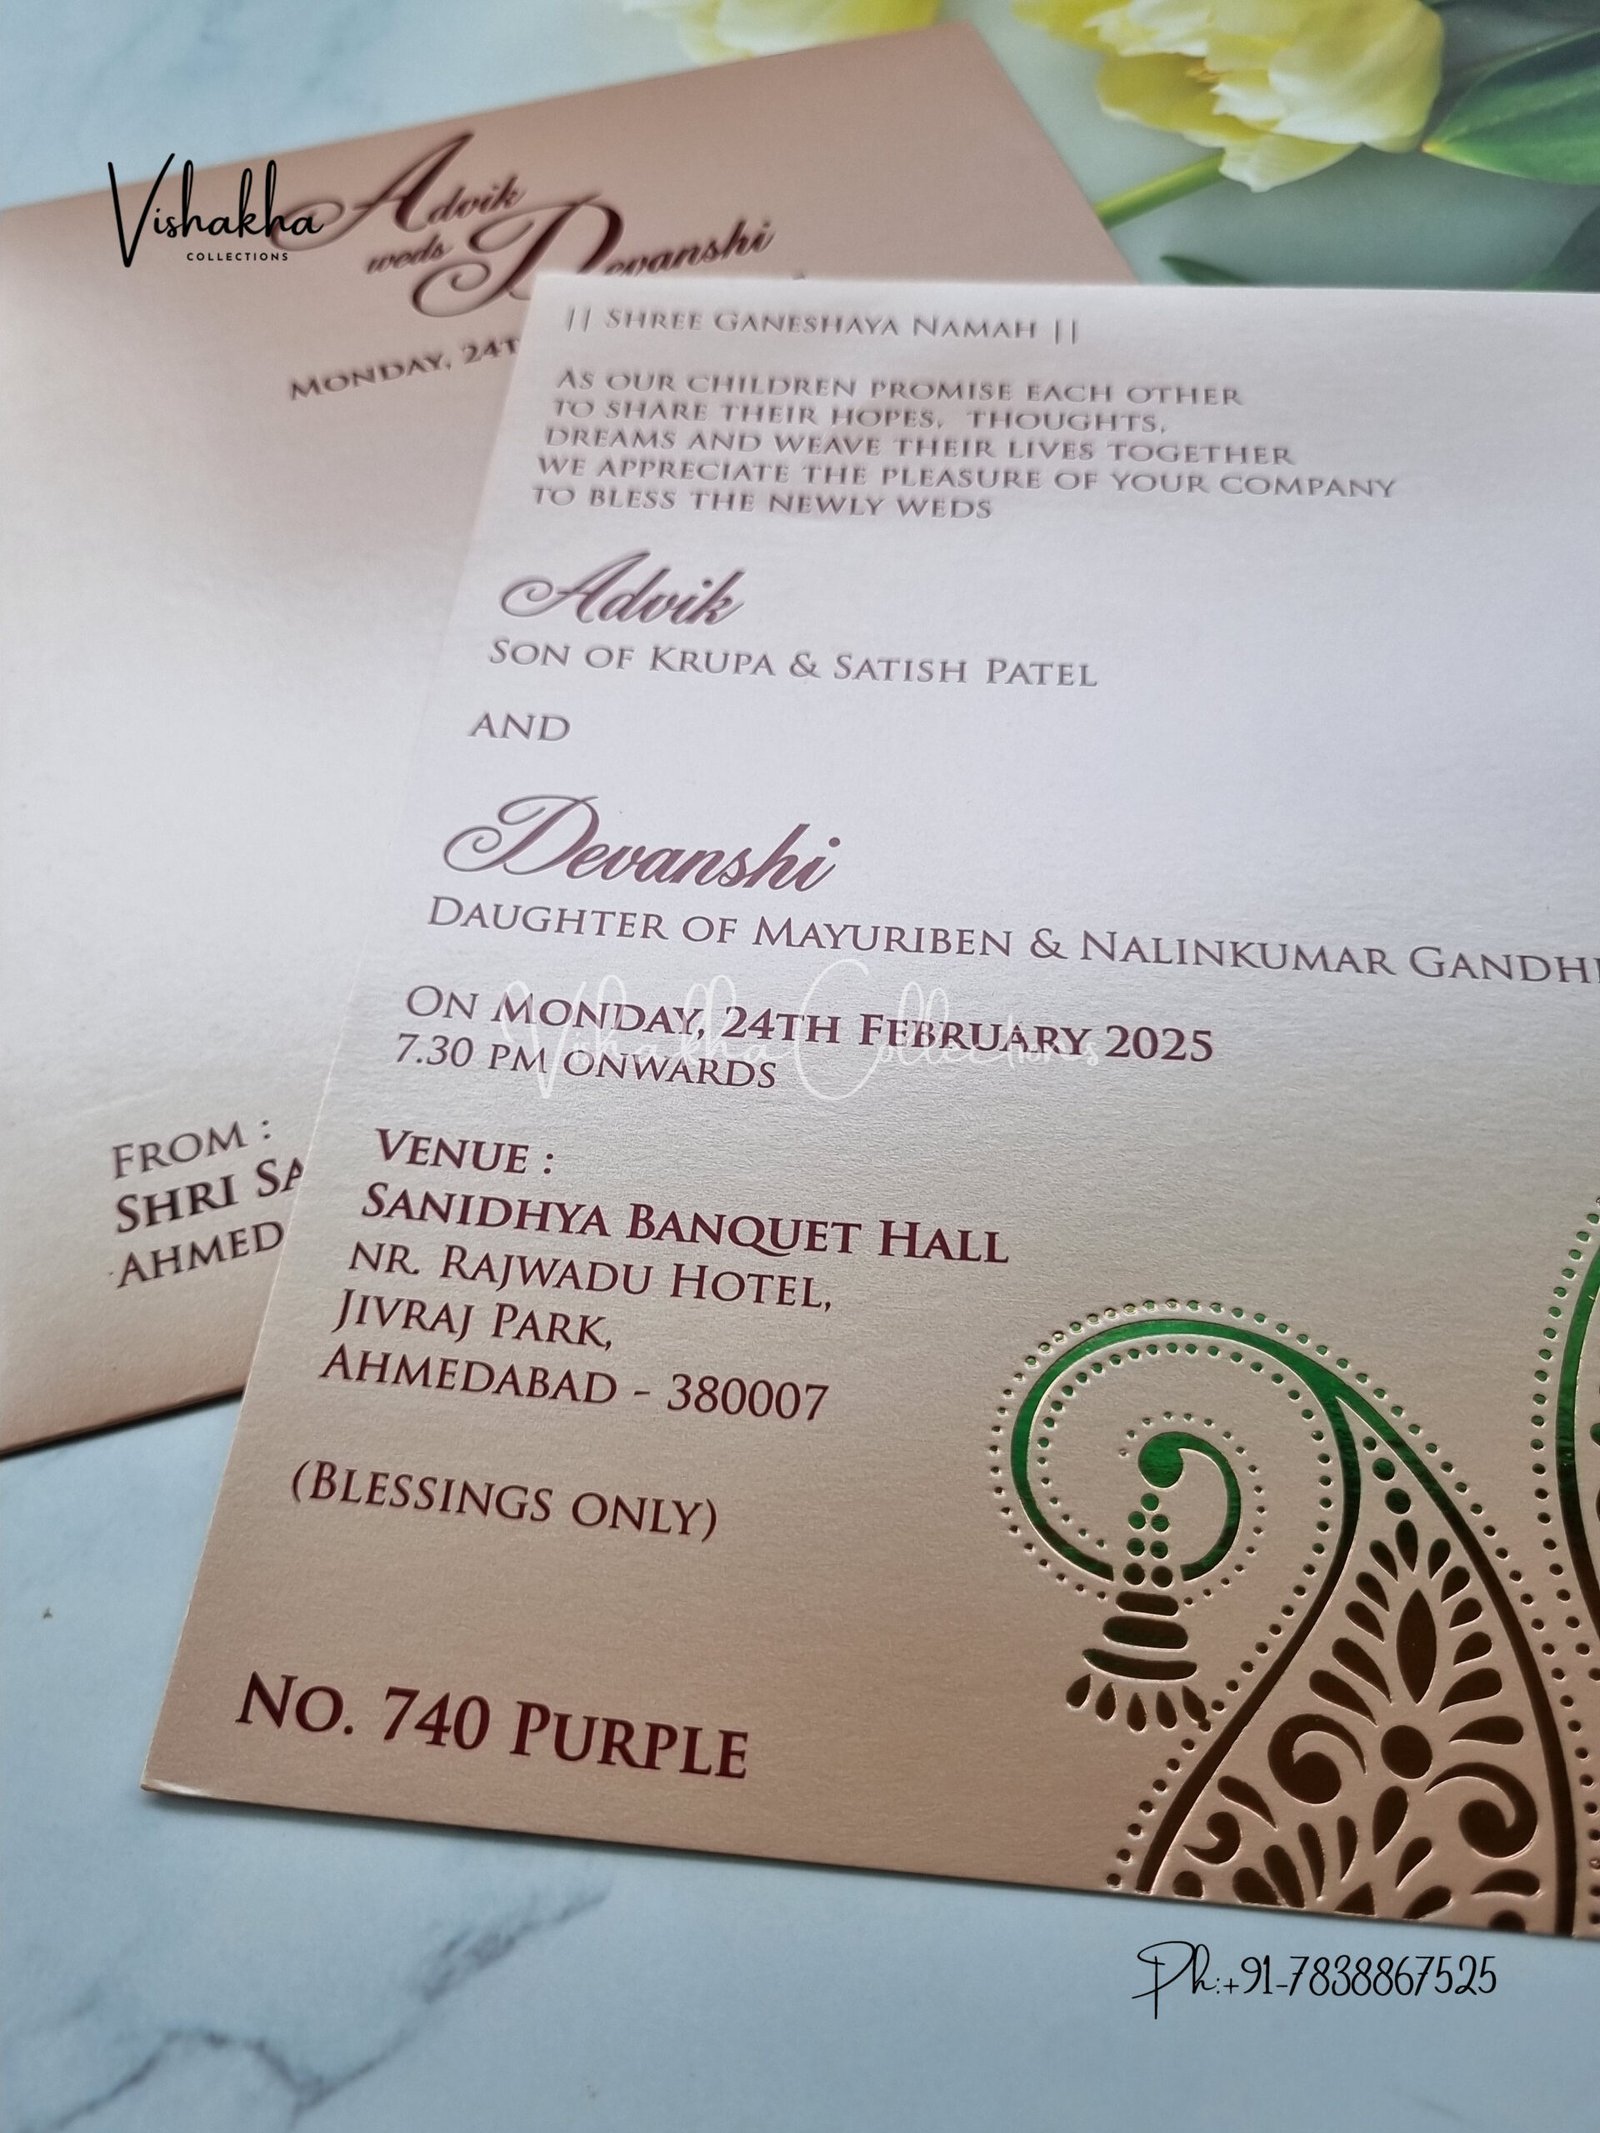 Vishakha
COLLECTIONS
Advik
weds Devanshi
MONDAY, 24T
|| SHREE GANESHAYA NAMAH ||
AS OUR CHILDREN PROMISE EACH OTHER
TO SHARE THEIR HOPES, THOUGHTS,
DREAMS AND WEAVE THEIR LIVES TOGETHER
WE APPRECIATE THE PLEASURE OF YOUR COMPANY
TO BLESS THE NEWLY WEDS
Advik
SON OF KRUPA & SATISH PATEL
AND
Devanshi
DAUGHTER OF MAYURIBEN & NALINKUMAR GANDHI
ON MONDAY, 24TH FEBRUARY 2025
Vishakha Collections
7.30 PM ONWARDS
VENUE :
SANIDHYA BANQUET HALL
NR. RAJWADU HOTEL,
JIVRAJ PARK,
AHMEDABAD - 380007
(BLESSINGS ONLY)
FROM :
SHRI SA
AHMED
NO. 740 PURPLE
Ph:+91-7838867525